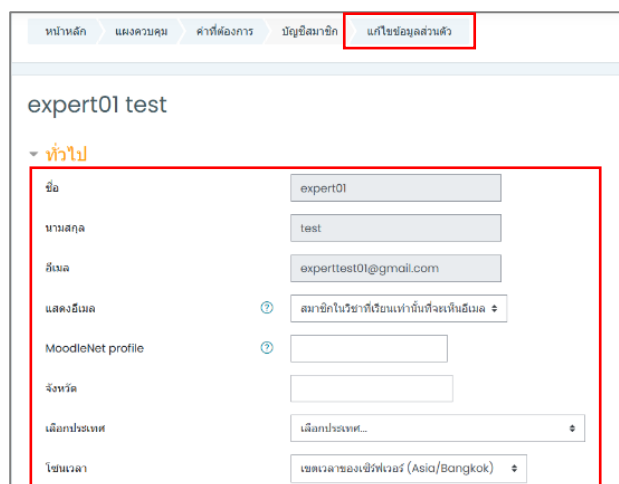 หน้าหลัก แผงควบคุม ค่าที่ต้องการ บัญชีสมาชิก แก้ไขข้อมูลส่วนตัว
expert01 test
ทั่วไป
ชื่อ expert01
นามสกุล test
อีเมล experttest01@gmail.com
แสดงอีเมล สมาชิกในวิชาที่เรียนเท่านั้นที่จะเห็นอีเมล
MoodleNet profile
จังหวัด
เลือกประเทศ เลือกประเทศ...
โซนเวลา เขตเวลาของเซิร์ฟเวอร์ (Asia/Bangkok)